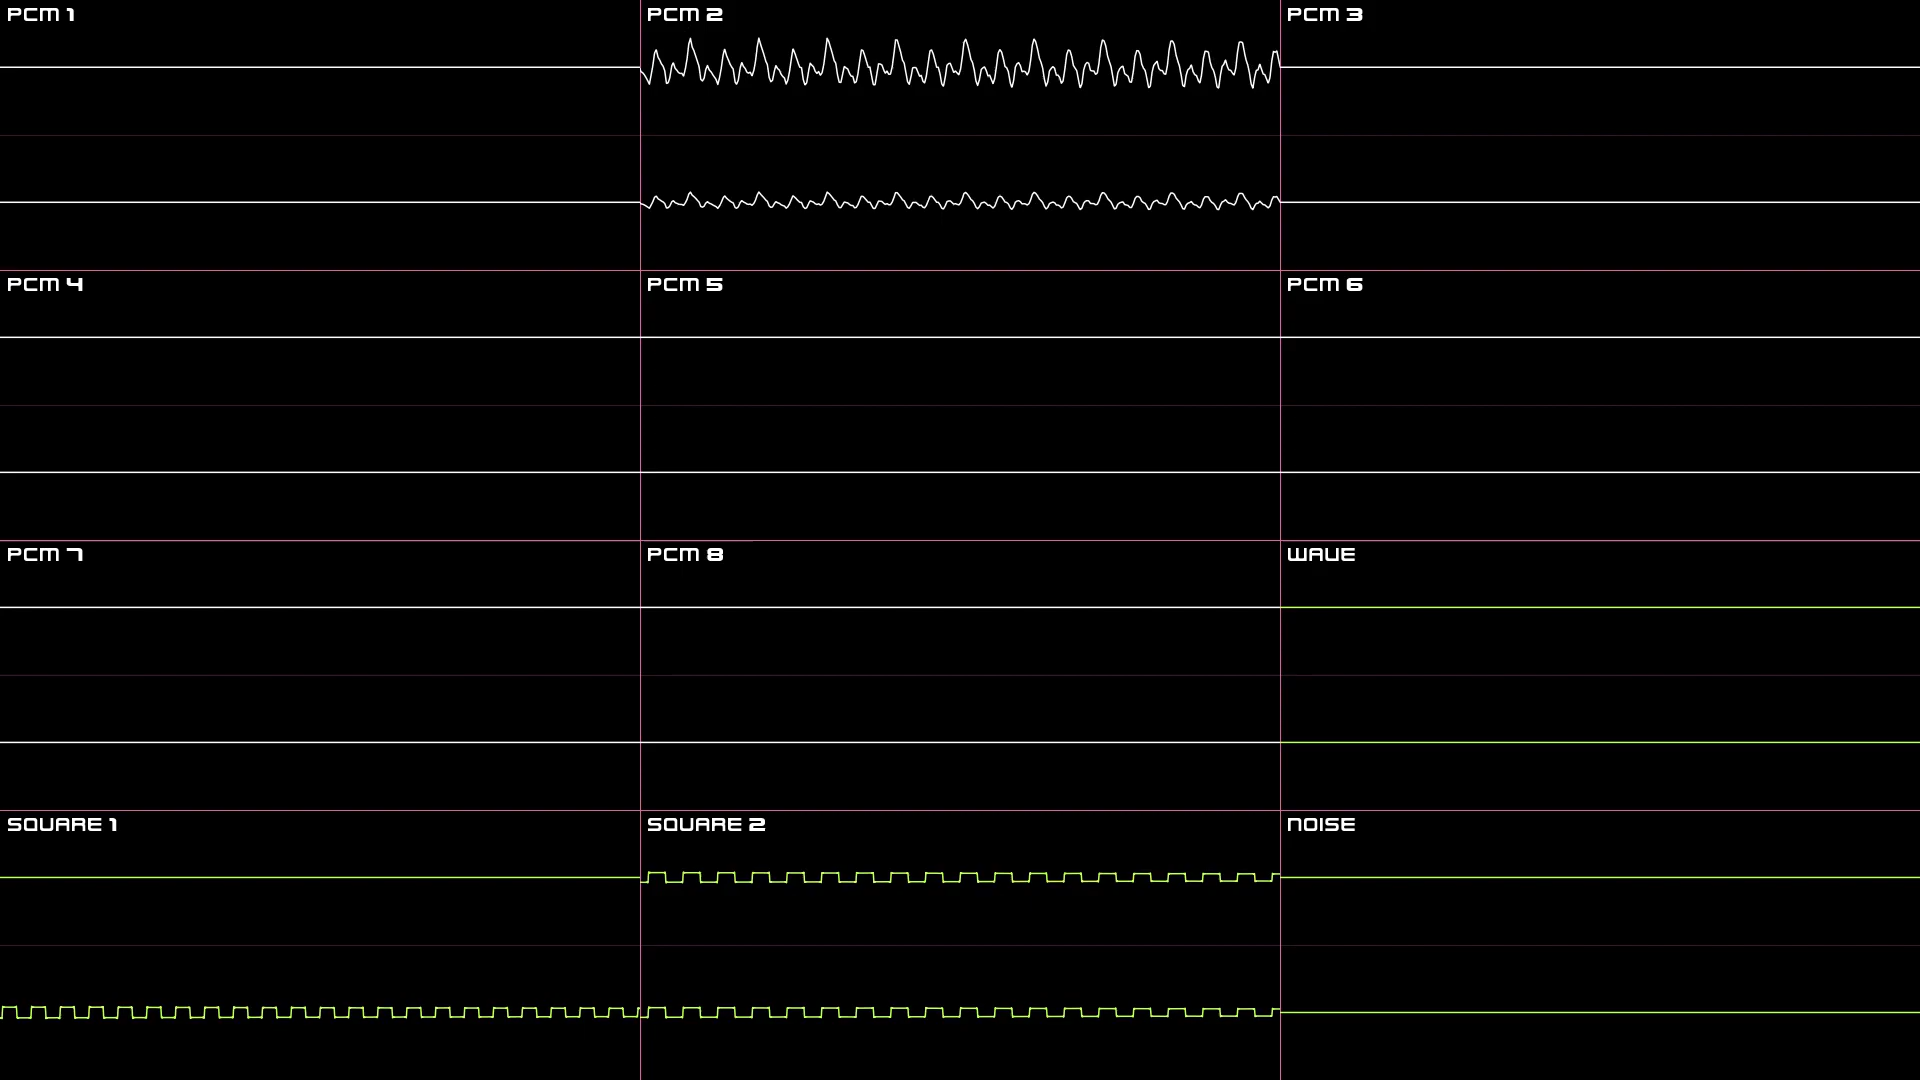 PCM 1
PCM 2
PCM 3
PCM 4
PCM 5
PCM 6
PCM 7
PCM 8
WAVE
SQUARE 1
SQUARE 2
NOISE